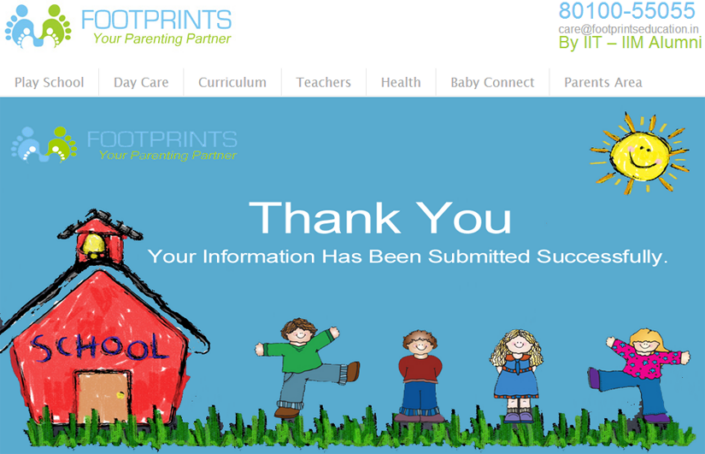 FOOTPRINTS
Your Parenting Partner
80100-55055
care@footprintseducation.in
By IIT – IIM Alumni
Play School Day Care Curriculum Teachers Health Baby Connect Parents Area
FOOTPRINTS
Your Parenting Partner
Thank You
Your Information Has Been Submitted Successfully.
SCHOOL